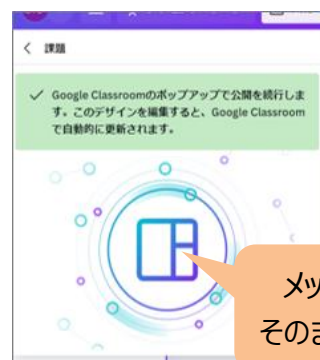 課題
Google Classroomのポップアップで公開を続行しま
す。このデザインを編集すると、Google Classroom
で自動的に更新されます。
メッ
そのま